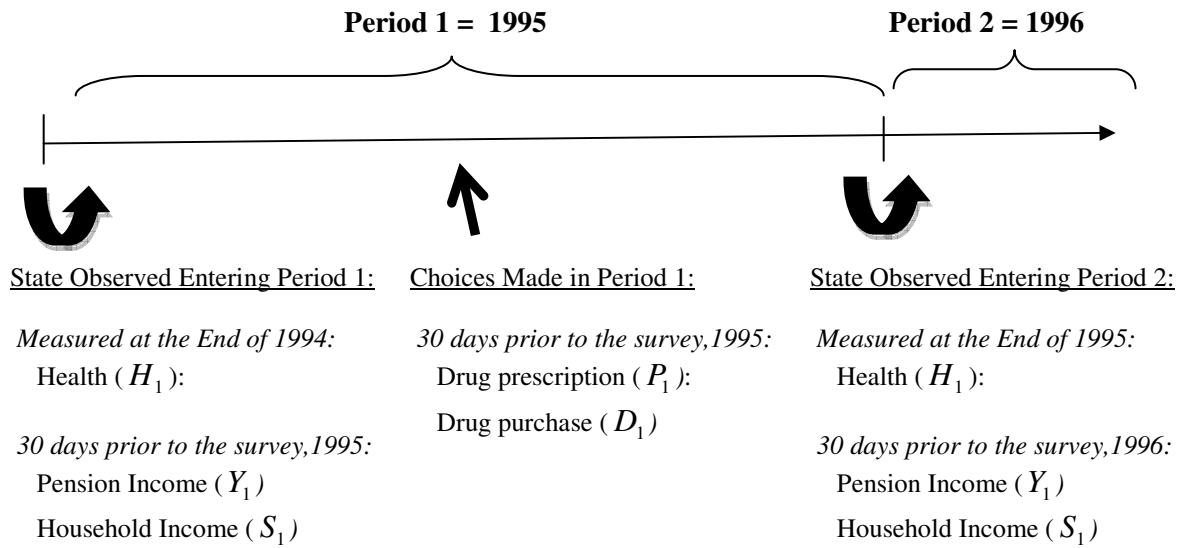 Period 1 = 1995
Period 2 = 1996
State Observed Entering Period 1:
Measured at the End of 1994:
Health ( H₁ ):
30 days prior to the survey,1995:
Pension Income ( Y₁ )
Household Income ( S₁ )
Choices Made in Period 1:
30 days prior to the survey,1995:
Drug prescription ( P₁ ):
Drug purchase ( D₁ )
State Observed Entering Period 2:
Measured at the End of 1995:
Health ( H₁ ):
30 days prior to the survey,1996:
Pension Income ( Y₁ )
Household Income ( S₁ )